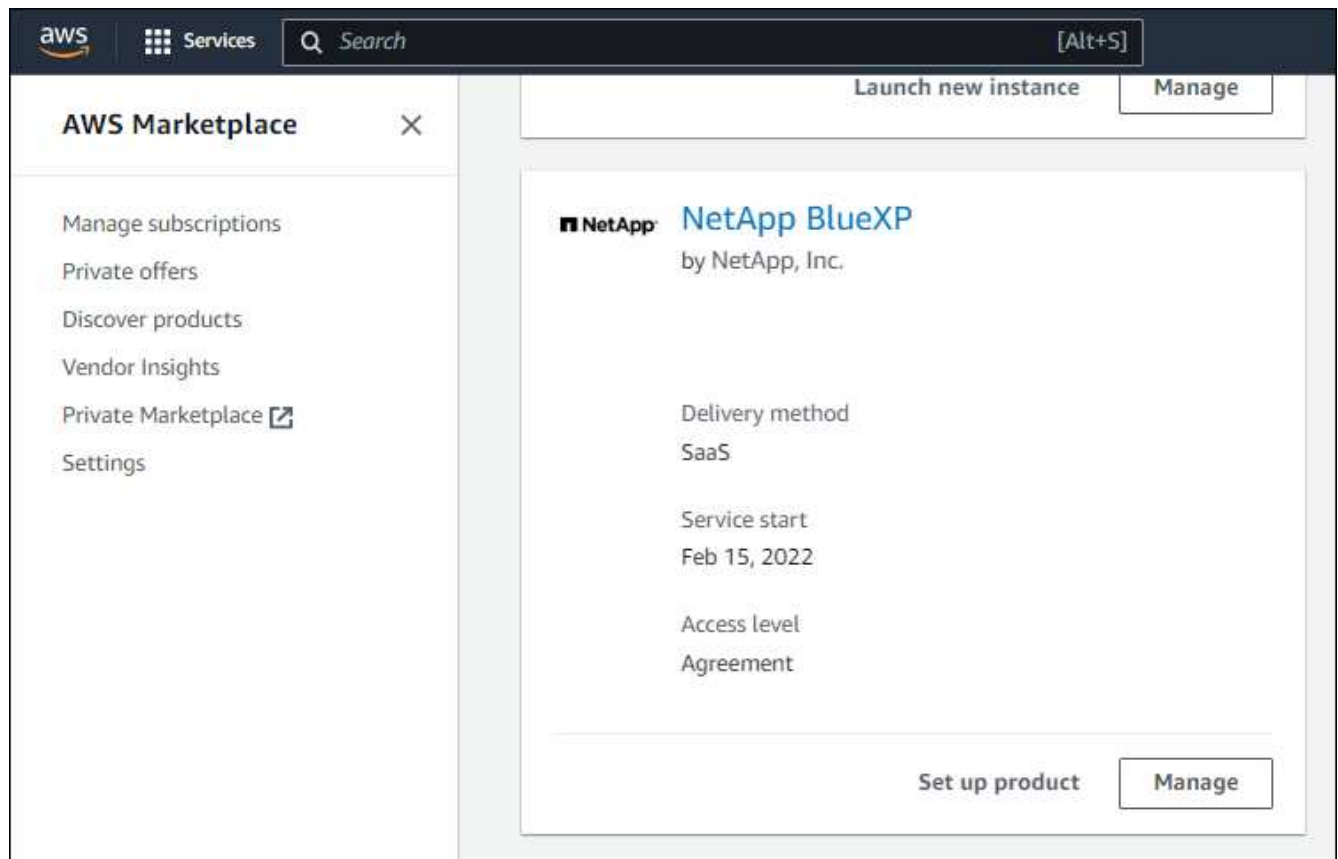 aws
Services
Search
[Alt+S]
AWS Marketplace
Manage subscriptions
Private offers
Discover products
Vendor Insights
Private Marketplace
Settings
Launch new instance
Manage
NetApp
NetApp BlueXP
by NetApp, Inc.
Delivery method
SaaS
Service start
Feb 15, 2022
Access level
Agreement
Set up product
Manage